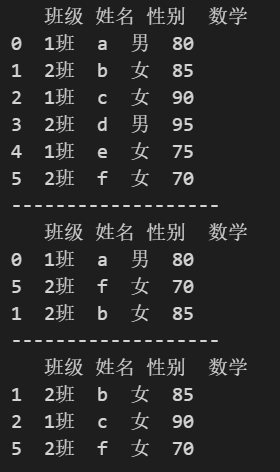 班级 姓名 性别 数学
0 1班 a 男 80
1 2班 b 女 85
2 1班 c 女 90
3 2班 d 男 95
4 1班 e 女 75
5 2班 f 女 70
-------------------
班级 姓名 性别 数学
0 1班 a 男 80
5 2班 f 女 70
1 2班 b 女 85
-------------------
班级 姓名 性别 数学
1 2班 b 女 85
2 1班 c 女 90
5 2班 f 女 70